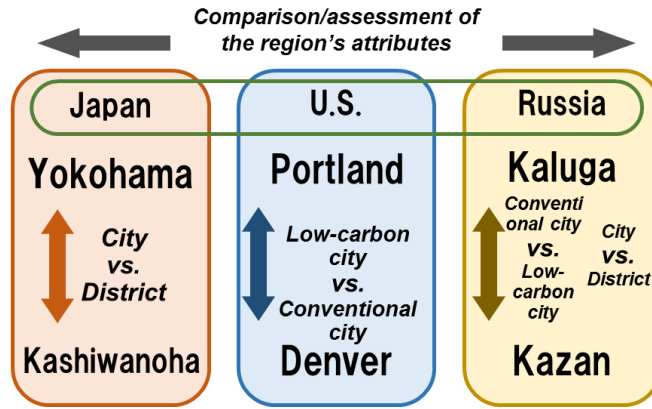 Comparison/assessment of
the region's attributes
Japan
Yokohama
City
vs.
District
Kashiwanoha
U.S.
Portland
Low-carbon
city
vs.
Conventional
city
Denver
Russia
Kaluga
Conventi
onal city
vs.
Low-
carbon
city
City
vs.
District
Kazan